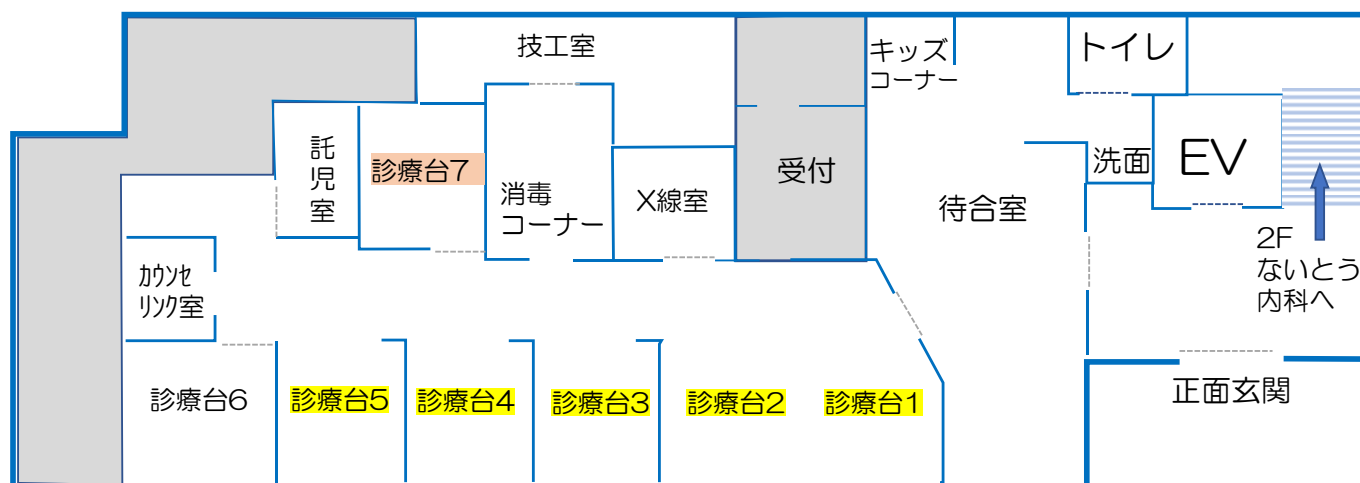 技工室
キッズ
コーナー
トイレ
託
児
室
診療台7
消毒
コーナー
X線室
受付
待合室
洗面
EV
2F
ないとう
内科へ
ｶｳﾝｾ
ﾘﾝｸ室
診療台6
診療台5
診療台4
診療台3
診療台2
診療台1
正面玄関